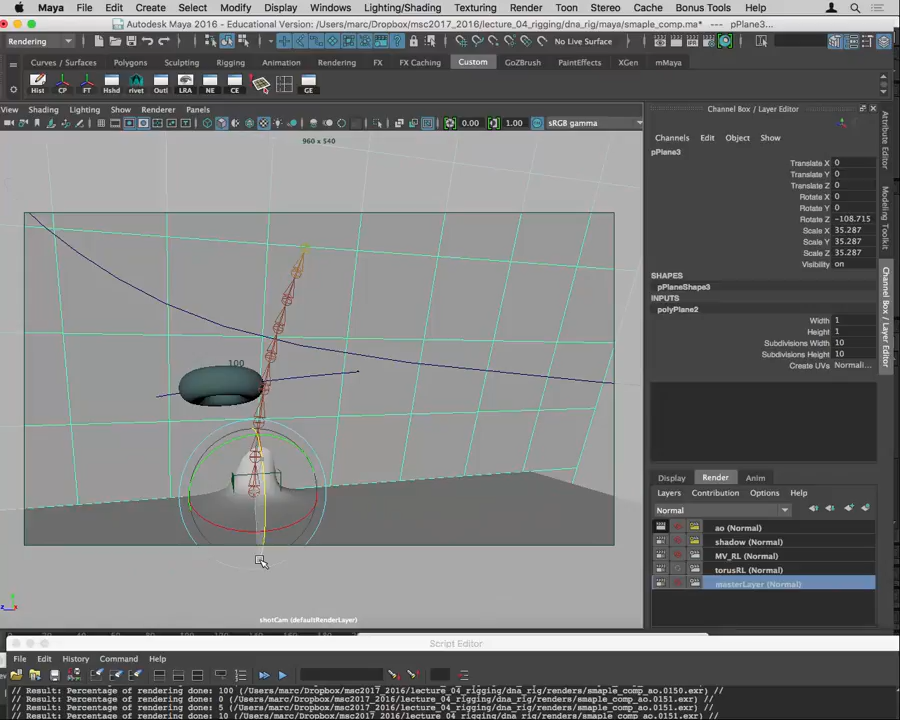 Maya File Edit Create Select Modify Display Windows Lighting/Shading Texturing Render Toon Stereo Cache Bonus Tools
Autodesk Maya 2016 - Educational Version: /Users/marc/Dropbox/msc2017_2016/lecture_04_rigging/dna_rig/maya/smaple_comp.ma* --- pPlane3...
Rendering
No Live Surface
Curves / Surfaces Polygons Sculpting Rigging Animation Rendering FX FX Caching Custom GoZBrush PaintEffects XGen mMaya
Hist CP FT Hshd rivet Outl LRA NE CE GE
View Shading Lighting Show Renderer Panels
0.00 1.00 sRGB gamma
960 x 540
100
shotCam (defaultRenderLayer)
Channel Box / Layer Editor
Channels Edit Object Show
pPlane3
Translate X 0
Translate Y 0
Translate Z 0
Rotate X 0
Rotate Y 0
Rotate Z -108.715
Scale X 35.287
Scale Y 35.287
Scale Z 35.287
Visibility on
SHAPES
pPlaneShape3
INPUTS
polyPlane2
Width 1
Height 1
Subdivisions Width 10
Subdivisions Height 10
Create UVs Normali...
Display Render Anim
Layers Contribution Options Help
Normal
ao (Normal)
shadow (Normal)
MV_RL (Normal)
torusRL (Normal)
masterLayer (Normal)
Attribute Editor
Modeling Toolkit
Channel Box / Layer Editor
Script Editor
File Edit History Command Help
// Result: Percentage of rendering done: 100 (/Users/marc/Dropbox/msc2017_2016/lecture_04_rigging/dna_rig/renders/smaple_comp_ao.0150.exr) //
// Result: Percentage of rendering done: 0 (/Users/marc/Dropbox/msc2017_2016/lecture_04_rigging/dna_rig/renders/smaple_comp_ao.0151.exr) //
// Result: Percentage of rendering done: 5 (/Users/marc/Dropbox/msc2017_2016/lecture_04_rigging/dna_rig/renders/smaple_comp_ao.0151.exr) //
// Result: Percentage of rendering done: 10 (/Users/marc/Dropbox/msc2017_2016/lecture_04_rigging/dna_rig/renders/smaple_comp_ao.0151.exr) //